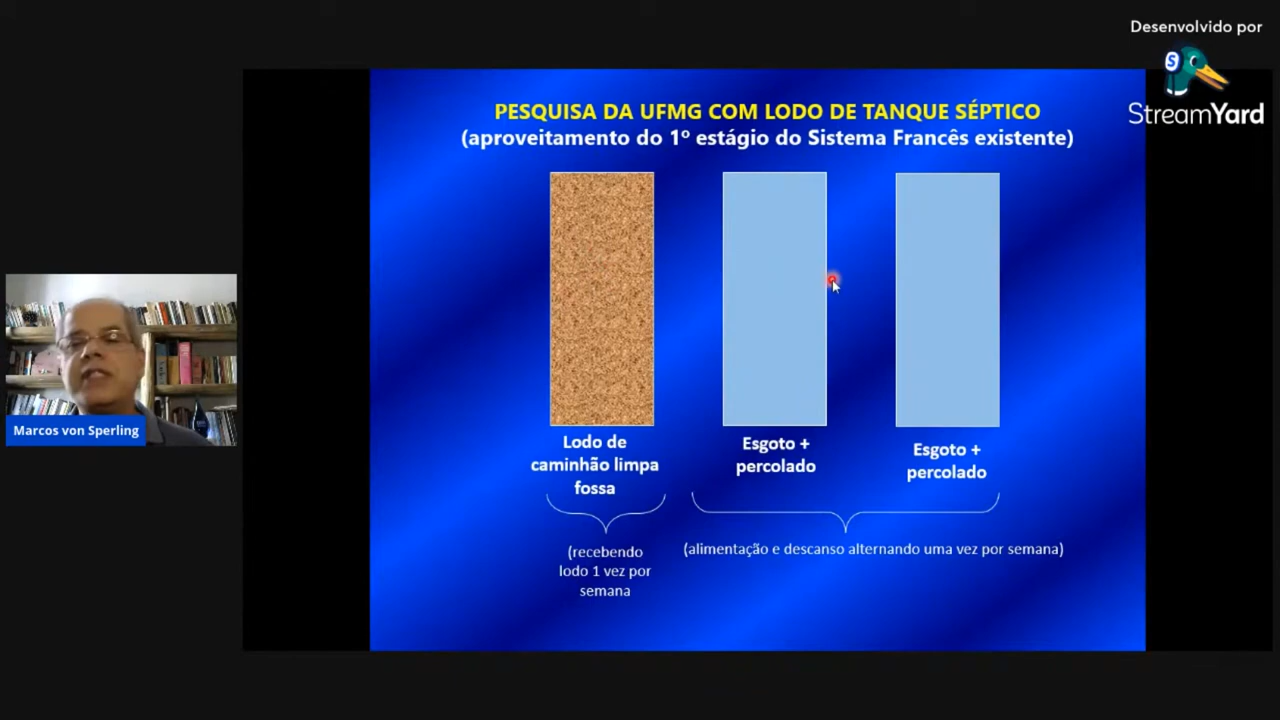 Desenvolvido por
S
StreamYard
PESQUISA DA UFMG COM LODO DE TANQUE SÉPTICO
(aproveitamento do 1º estágio do Sistema Francês existente)
Lodo de
caminhão limpa
fossa
Esgoto +
percolado
Esgoto +
percolado
(recebendo
lodo 1 vez por
semana
(alimentação e descanso alternando uma vez por semana)
Marcos von Sperling